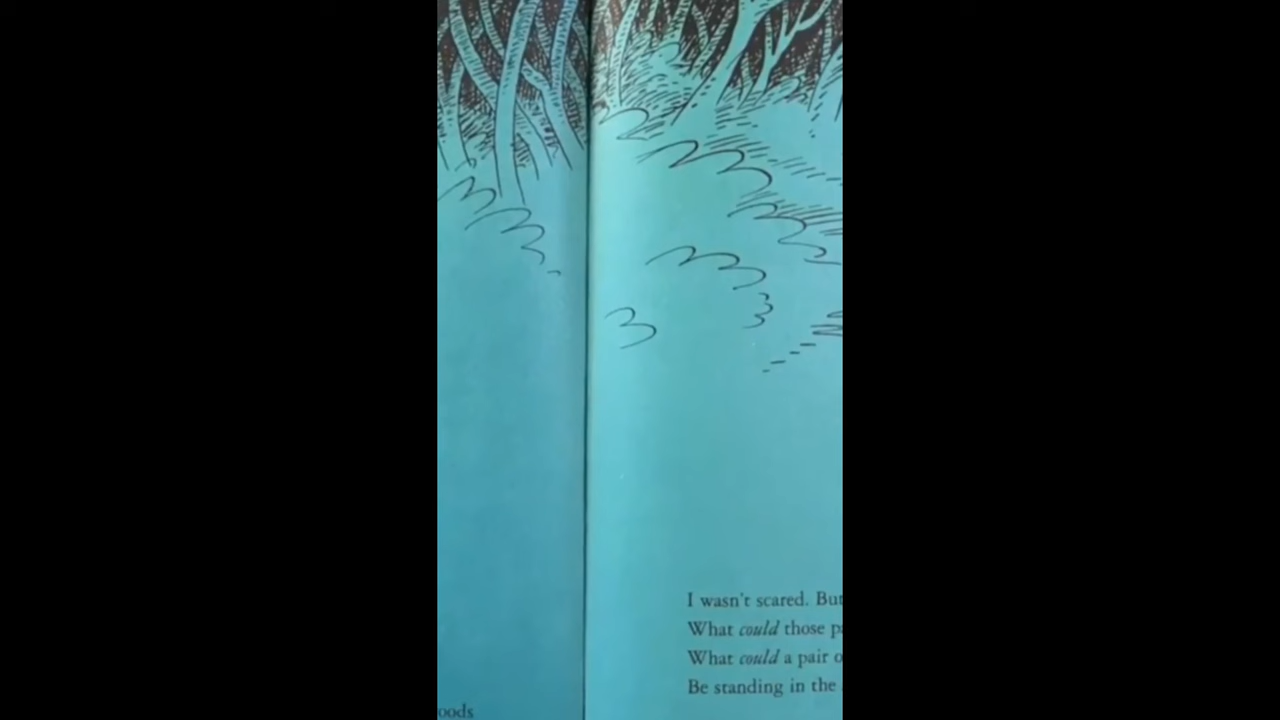 oods
I wasn't scared. But
What could those p
What could a pair o
Be standing in the